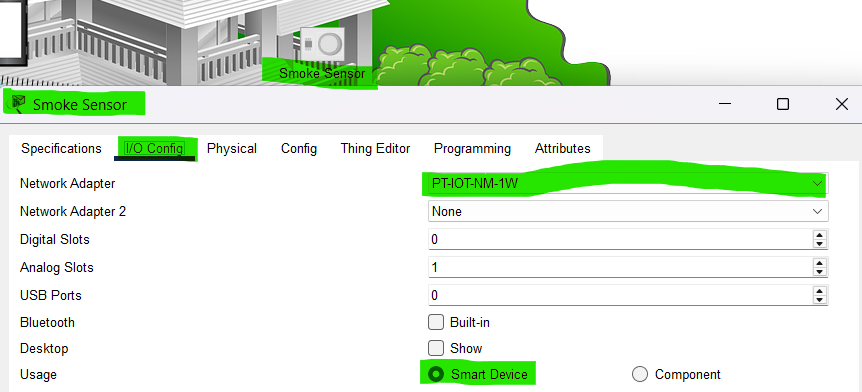 Smoke Sensor
Smoke Sensor
Specifications I/O Config Physical Config Thing Editor Programming Attributes
Network Adapter PT-IOT-NM-1W
Network Adapter 2 None
Digital Slots 0
Analog Slots 1
USB Ports 0
Bluetooth Built-in
Desktop Show
Usage Smart Device Component